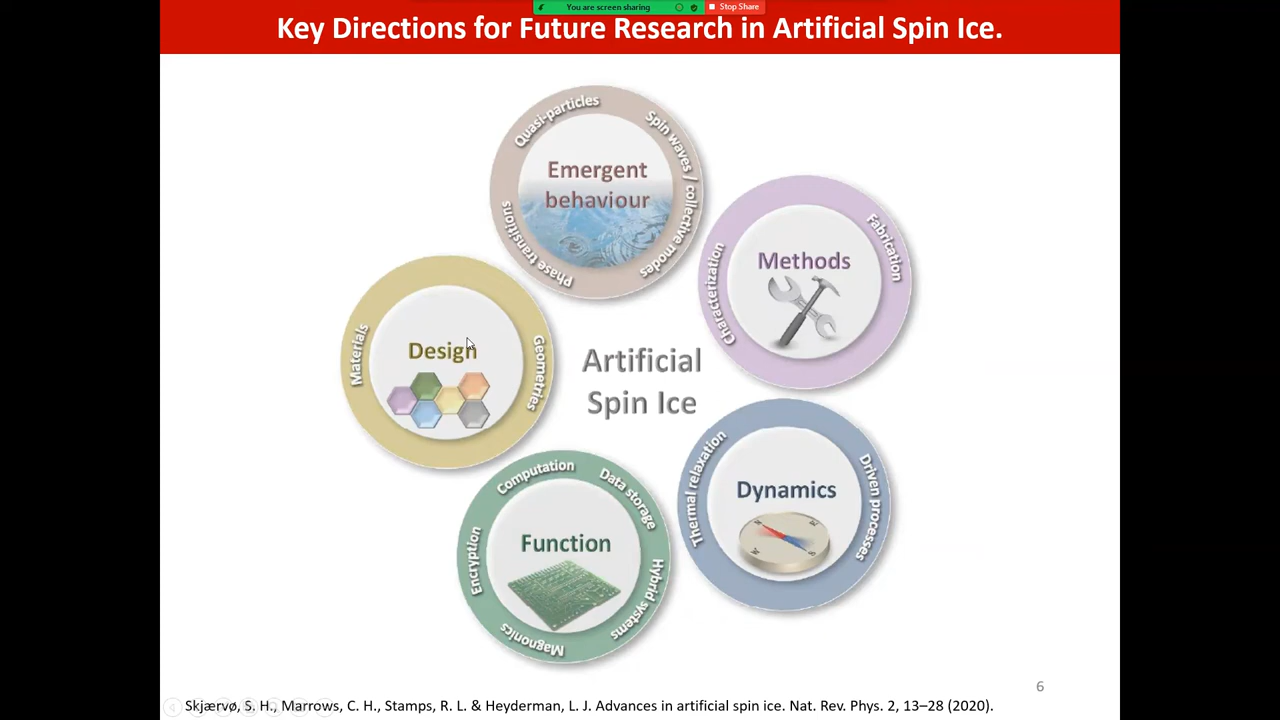 You are screen sharing
Stop Share
Key Directions for Future Research in Artificial Spin Ice.
Quasi-particles
Spin waves / collective modes
Phase transitions
Emergent
behaviour
Fabrication
Characterization
Methods
Materials
Geometries
Design
Artificial
Spin Ice
Thermal relaxation
Driven processes
Dynamics
Computation
Data storage
Encryption
Hybrid systems
Magnonics
Function
6
Skjærvø, S. H., Marrows, C. H., Stamps, R. L. & Heyderman, L. J. Advances in artificial spin ice. Nat. Rev. Phys. 2, 13–28 (2020).